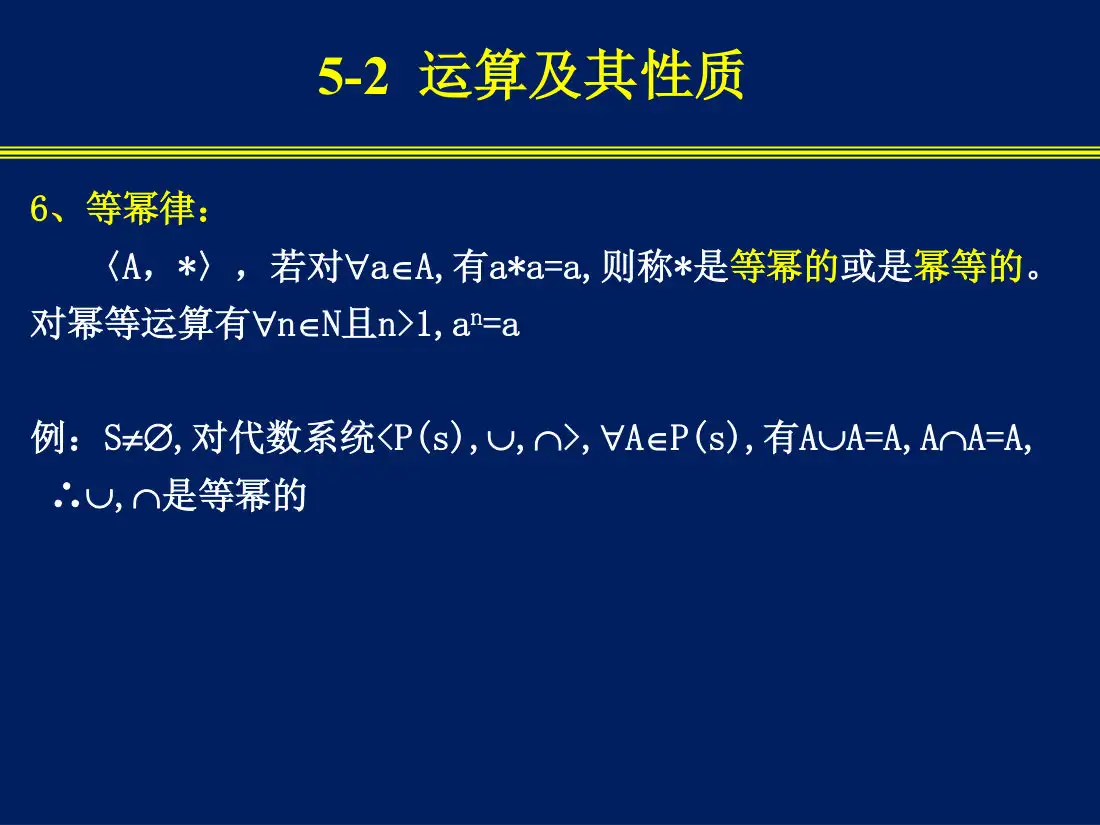 5-2 运算及其性质
6、等幂律：
〈A，*〉，若对∀a∈A,有a*a=a,则称*是等幂的或是幂等的。
对幂等运算有∀n∈N且n>1,aⁿ=a
例：S≠∅,对代数系统<P(s),∪,∩>,∀A∈P(s),有A∪A=A,A∩A=A,
∴∪,∩是等幂的